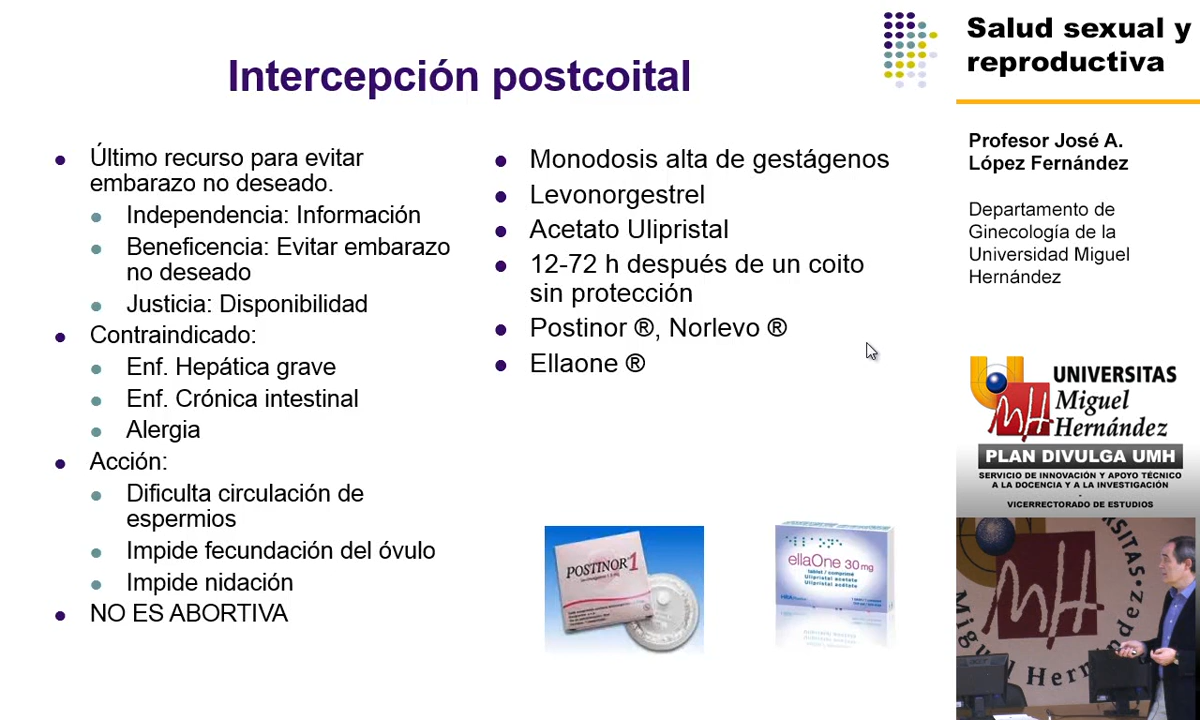 Intercepción postcoital
Último recurso para evitar
embarazo no deseado.
Independencia: Información
Beneficencia: Evitar embarazo
no deseado
Justicia: Disponibilidad
Contraindicado:
Enf. Hepática grave
Enf. Crónica intestinal
Alergia
Acción:
Dificulta circulación de
espermios
Impide fecundación del óvulo
Impide nidación
NO ES ABORTIVA
Monodosis alta de gestágenos
Levonorgestrel
Acetato Ulipristal
12-72 h después de un coito
sin protección
Postinor ®, Norlevo ®
Ellaone ®
POSTINOR 1
ellaOne 30 mg
tablet / comprimé
Ulipristal acetate
Ulipristal acétate
Salud sexual y
reproductiva
Profesor José A.
López Fernández
Departamento de
Ginecología de la
Universidad Miguel
Hernández
UNIVERSITAS
Miguel
Hernández
PLAN DIVULGA UMH
SERVICIO DE INNOVACIÓN Y APOYO TÉCNICO
A LA DOCENCIA Y A LA INVESTIGACIÓN
-
VICERRECTORADO DE ESTUDIOS